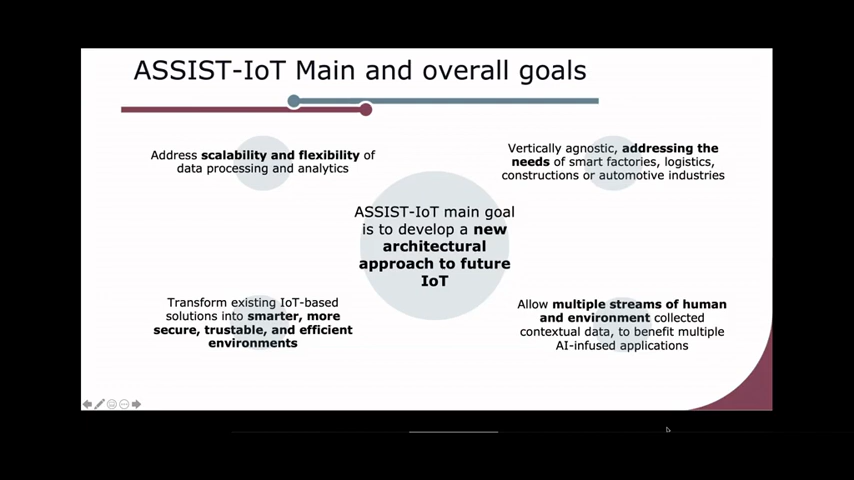 ASSIST-IoT Main and overall goals
Address scalability and flexibility of
data processing and analytics
Vertically agnostic, addressing the
needs of smart factories, logistics,
constructions or automotive industries
ASSIST-IoT main goal
is to develop a new
architectural
approach to future
IoT
Transform existing IoT-based
solutions into smarter, more
secure, trustable, and efficient
environments
Allow multiple streams of human
and environment collected
contextual data, to benefit multiple
AI-infused applications